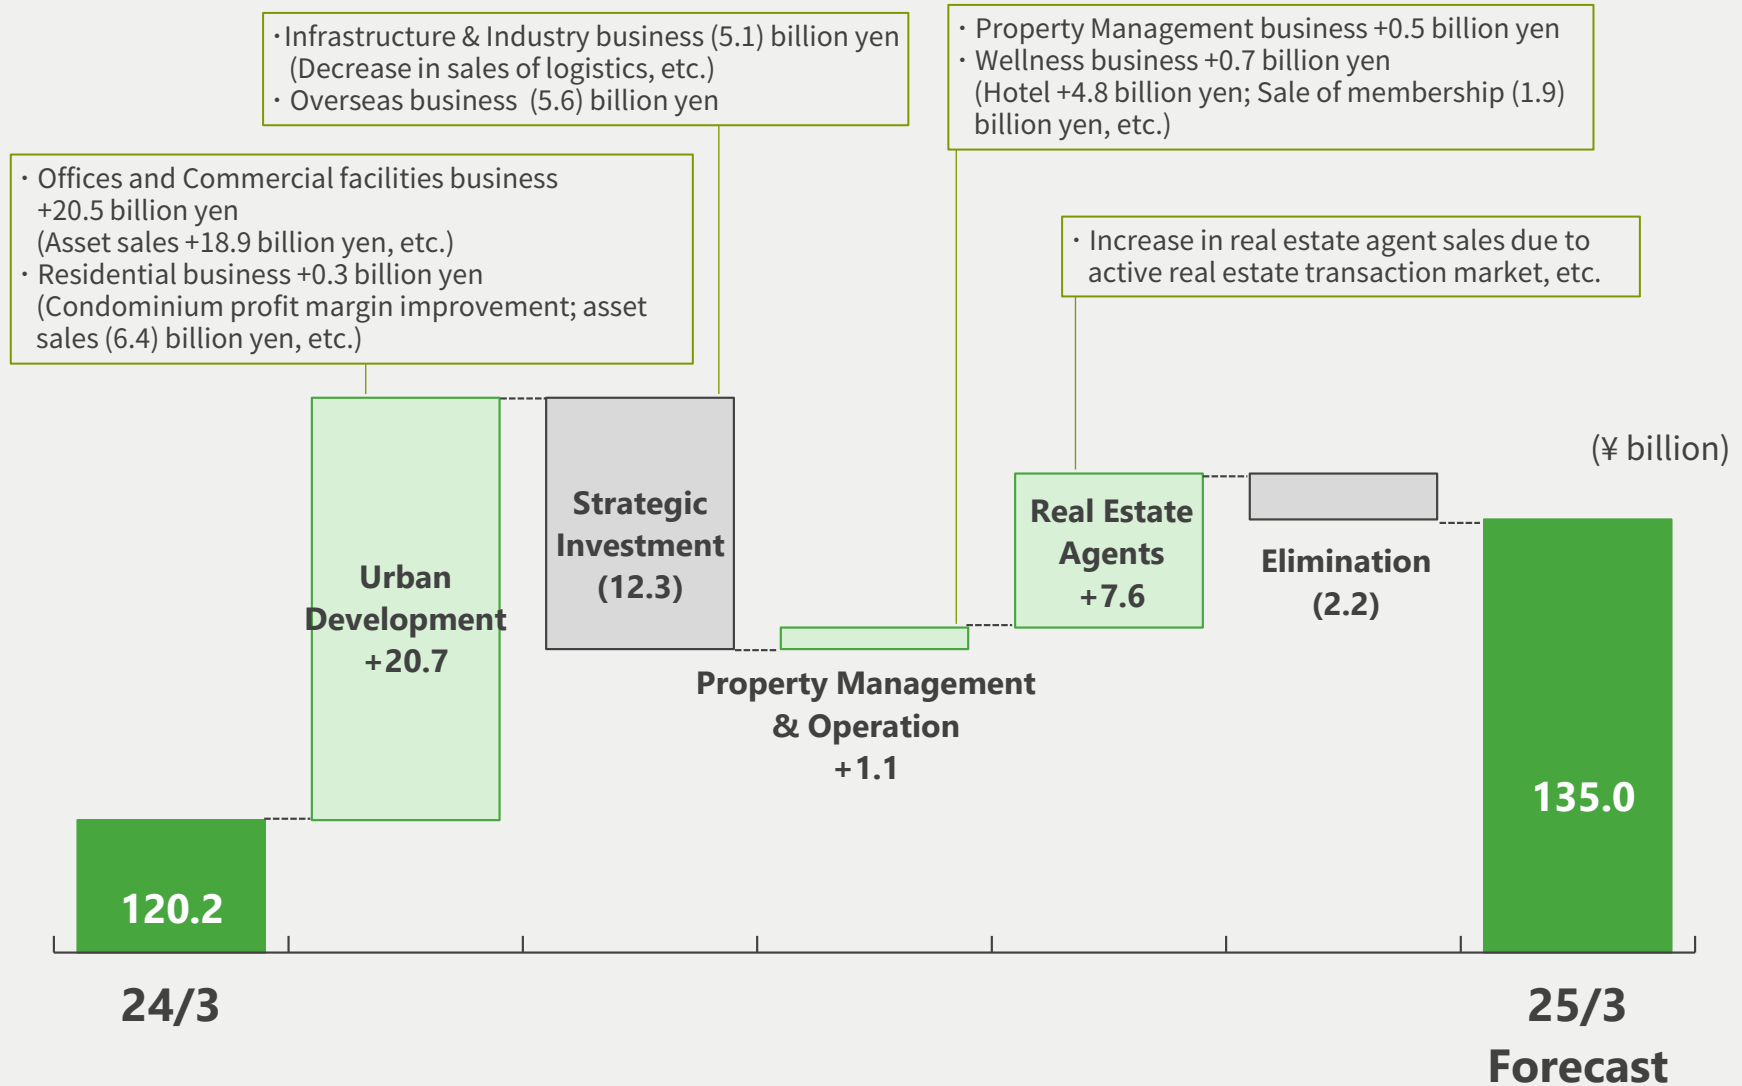 ・Infrastructure & Industry business (5.1) billion yen
(Decrease in sales of logistics, etc.)
・Overseas business (5.6) billion yen
・Property Management business +0.5 billion yen
・Wellness business +0.7 billion yen
(Hotel +4.8 billion yen; Sale of membership (1.9)
billion yen, etc.)
・Offices and Commercial facilities business
+20.5 billion yen
(Asset sales +18.9 billion yen, etc.)
・Residential business +0.3 billion yen
(Condominium profit margin improvement; asset
sales (6.4) billion yen, etc.)
・Increase in real estate agent sales due to
active real estate transaction market, etc.
(¥ billion)
Urban
Development
+20.7
Strategic
Investment
(12.3)
Property Management
& Operation
+1.1
Real Estate
Agents
+7.6
Elimination
(2.2)
120.2
135.0
24/3
25/3
Forecast